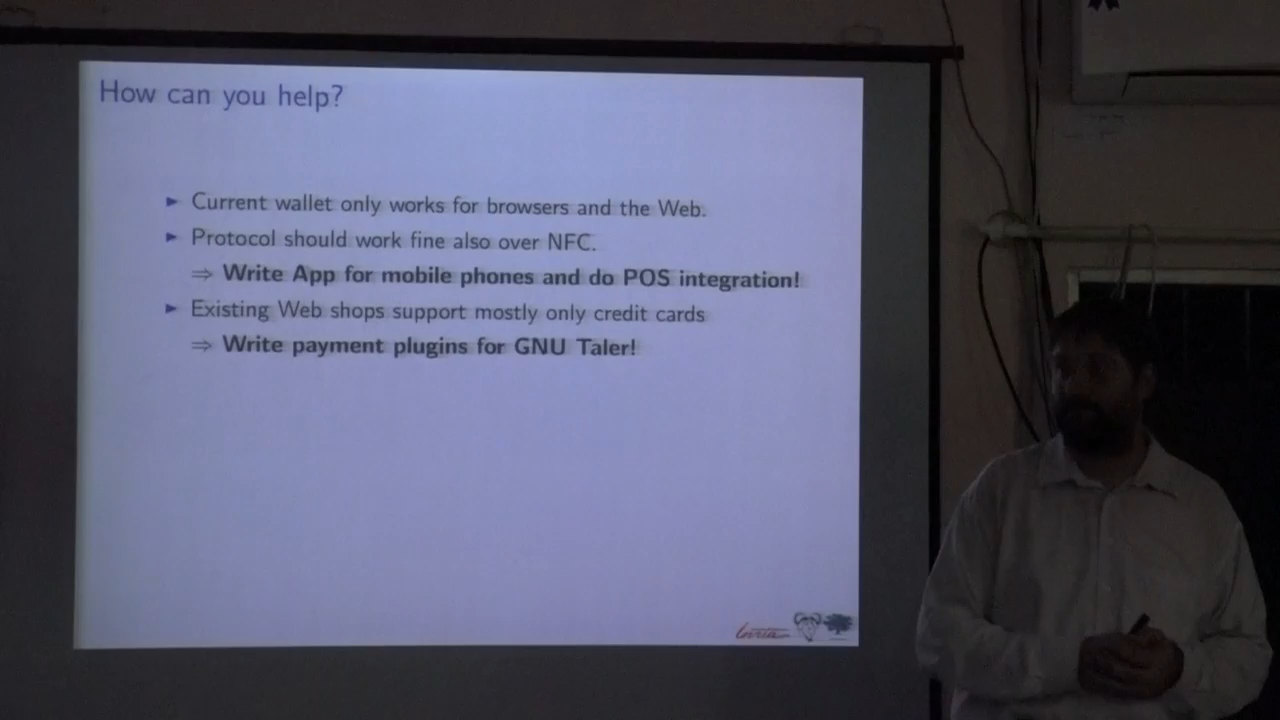 How can you help?
► Current wallet only works for browsers and the Web.
► Protocol should work fine also over NFC.
⇒ Write App for mobile phones and do POS integration!
► Existing Web shops support mostly only credit cards
⇒ Write payment plugins for GNU Taler!
Inria